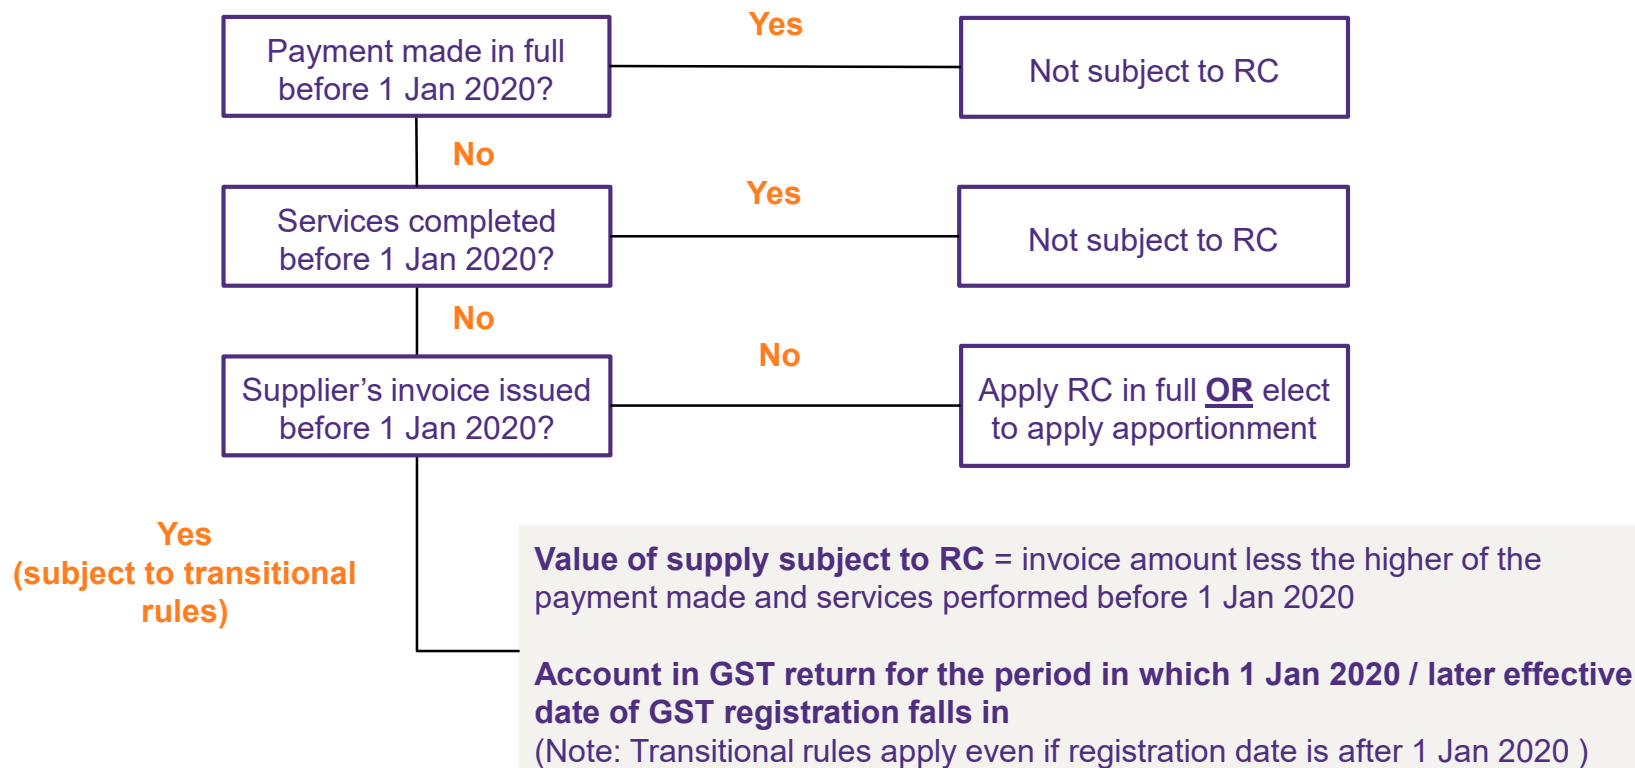 Payment made in full
before 1 Jan 2020?
Yes
Not subject to RC
No
Services completed
before 1 Jan 2020?
Yes
Not subject to RC
No
Supplier’s invoice issued
before 1 Jan 2020?
No
Apply RC in full OR elect
to apply apportionment
Yes
(subject to transitional
rules)
Value of supply subject to RC = invoice amount less the higher of the
payment made and services performed before 1 Jan 2020
Account in GST return for the period in which 1 Jan 2020 / later effective
date of GST registration falls in
(Note: Transitional rules apply even if registration date is after 1 Jan 2020 )